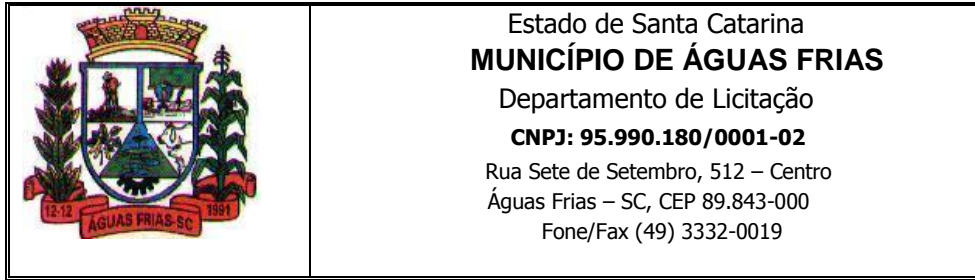 12-12
ÁGUAS FRIAS-SC
1991
Estado de Santa Catarina
MUNICÍPIO DE ÁGUAS FRIAS
Departamento de Licitação
CNPJ: 95.990.180/0001-02
Rua Sete de Setembro, 512 – Centro
Águas Frias – SC, CEP 89.843-000
Fone/Fax (49) 3332-0019